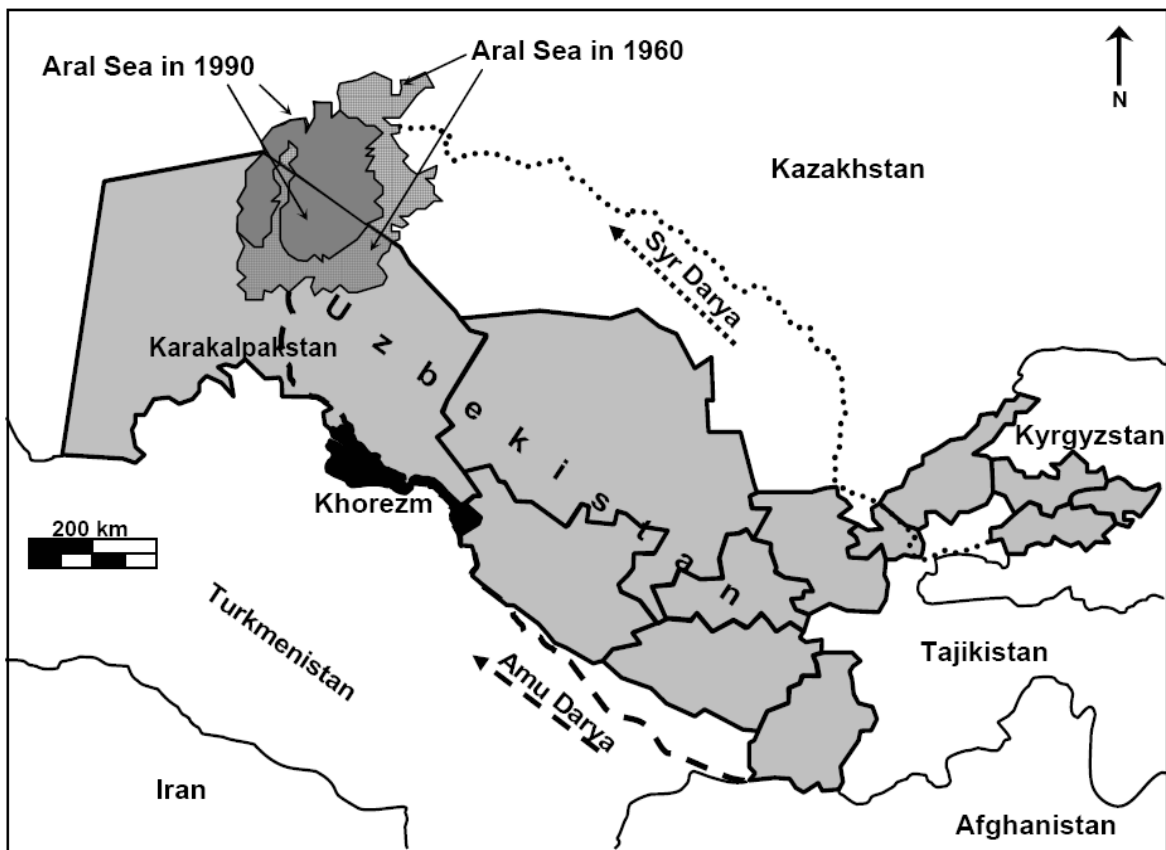 Aral Sea in 1960
Aral Sea in 1990
N
Kazakhstan
Syr Darya
Uzbekistan
Karakalpakstan
Kyrgyzstan
Khorezm
200 km
Turkmenistan
Amu Darya
Tajikistan
Iran
Afghanistan